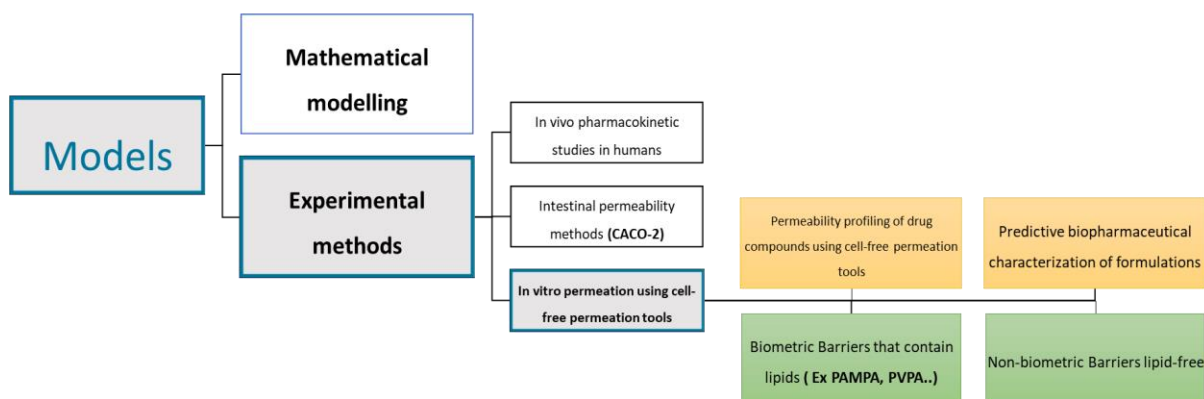 Models
Mathematical
modelling
Experimental
methods
In vivo pharmacokinetic
studies in humans
Intestinal permeability
methods (CACO-2)
In vitro permeation using cell-
free permeation tools
Permeability profiling of drug
compounds using cell-free permeation
tools
Predictive biopharmaceutical
characterization of formulations
Biometric Barriers that contain
lipids ( Ex PAMPA, PVPA..)
Non-biometric Barriers lipid-free